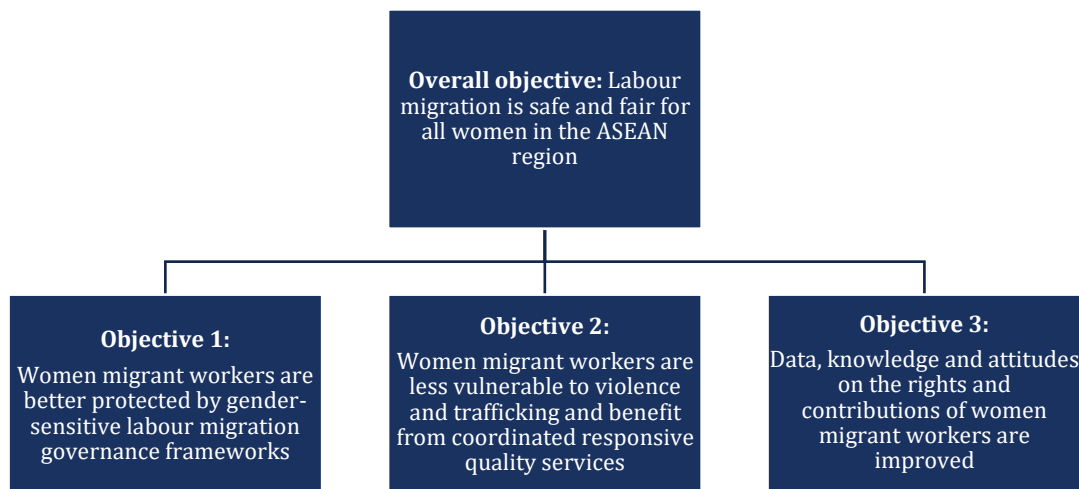 Overall objective: Labour
migration is safe and fair for
all women in the ASEAN
region
Objective 1:
Women migrant workers are
better protected by gender-
sensitive labour migration
governance frameworks
Objective 2:
Women migrant workers are
less vulnerable to violence
and trafficking and benefit
from coordinated responsive
quality services
Objective 3:
Data, knowledge and attitudes
on the rights and
contributions of women
migrant workers are
improved